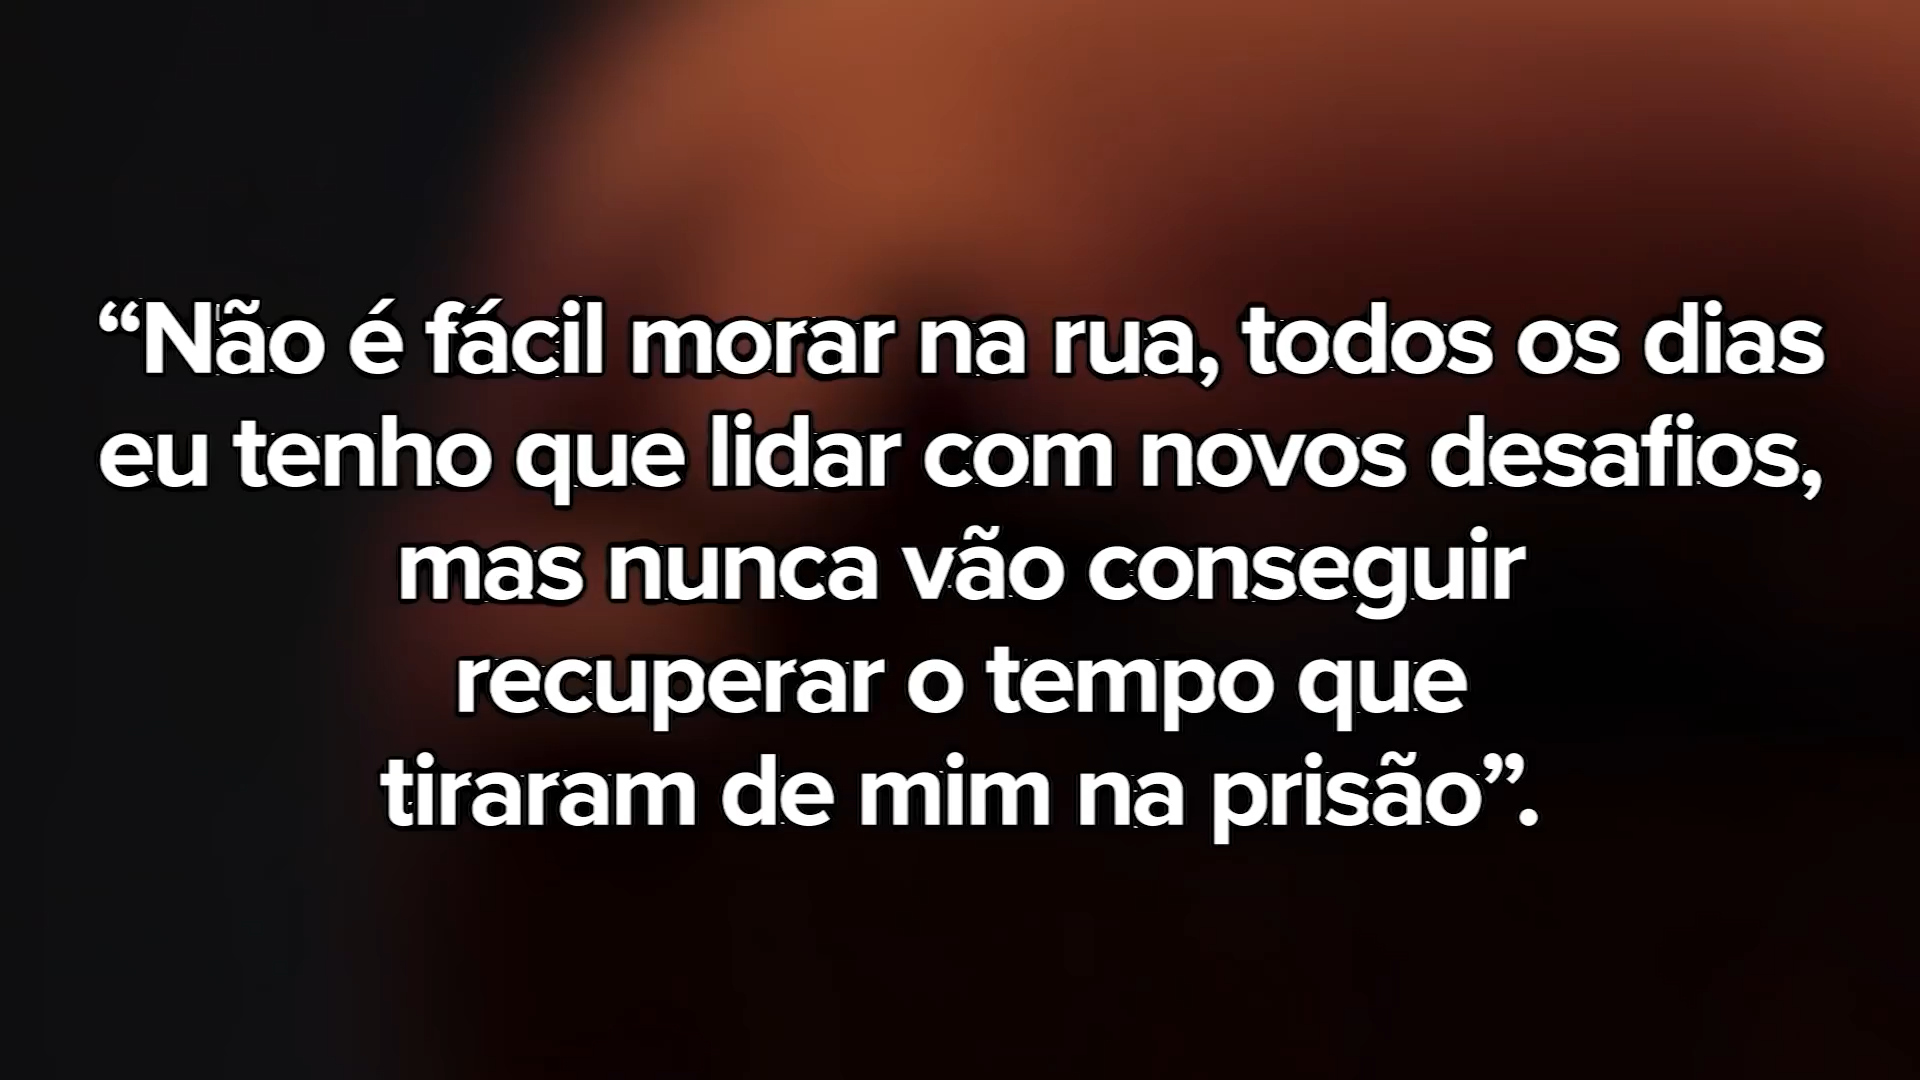 “Não é fácil morar na rua, todos os dias
eu tenho que lidar com novos desafios,
mas nunca vão conseguir
recuperar o tempo que
tiraram de mim na prisão”.